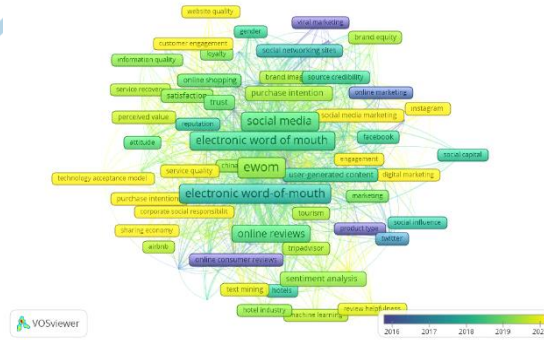 website quality
viral marketing
gender
customer engagement
brand equity
loyalty
social networking sites
information quality
online shopping
brand imag
source credibility
service recovery
satisfaction
purchase intention
online marketing
trust
perceived value
social media
social media marketing
instagram
reputation
attitude
electronic word of mouth
facebook
engagement
social capital
service quality
chin
ewom
user-generated content
digital marketing
technology acceptance model
purchase intention
electronic word-of-mouth
marketing
corporate social responsibili
tourism
social influence
sharing economy
online reviews
product type
twitter
airbnb
tripadvisor
online consumer reviews
sentiment analysis
text mining
hotels
hotel industry
machine learning
review helpfulness
VOSviewer
2016 2017 2018 2019